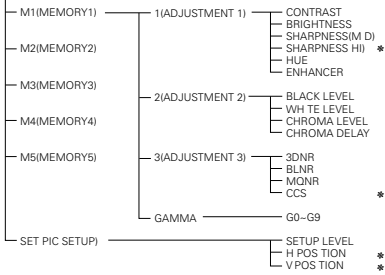 M1(MEMORY1) 1(ADJUSTMENT 1) CONTRAST
BRIGHTNESS
M2(MEMORY2) SHARPNESS(M D)
SHARPNESS HI) *
HUE
ENHANCER
M3(MEMORY3)
2(ADJUSTMENT 2) BLACK LEVEL
WH TE LEVEL
M4(MEMORY4) CHROMA LEVEL
CHROMA DELAY
M5(MEMORY5) 3(ADJUSTMENT 3) 3DNR
BLNR
MQNR
CCS *
GAMMA G0~G9
SET PIC SETUP) SETUP LEVEL
H POS TION *
V POS TION *